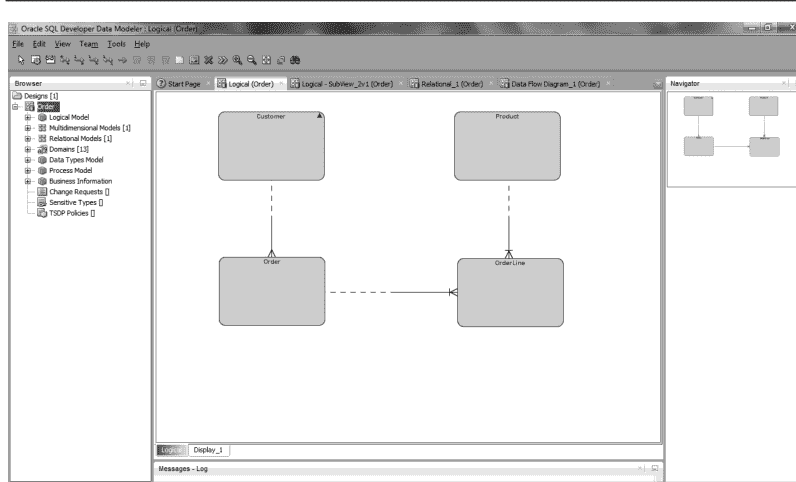 Oracle SQL Developer Data Modeler : Logical (Order)
File Edit View Team Tools Help
Browser
Designs [1]
Order
Logical Model
Multidimensional Models [1]
Relational Models [1]
Domains [13]
Data Types Model
Process Model
Business Information
Change Requests []
Sensitive Types []
TSDP Policies []
Start Page
Logical (Order)
Logical - SubView_2v1 (Order)
Relational_1 (Order)
Data Flow Diagram_1 (Order)
Customer
Product
Order
OrderLine
Logical
Display_1
Messages - Log
Navigator